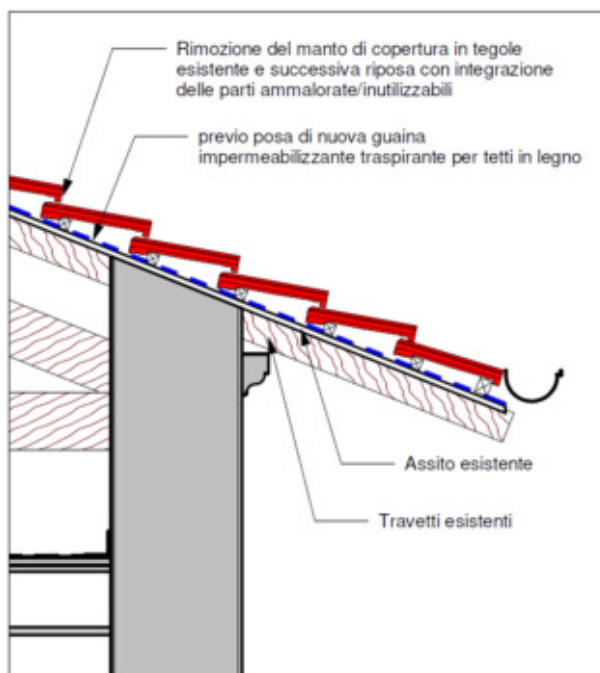 Rimozione del manto di copertura in tegole
esistente e successiva riposa con integrazione
delle parti ammalorate/inutilizzabili
previo posa di nuova guaina
impermeabilizzante traspirante per tetti in legno
Assito esistente
Travetti esistenti